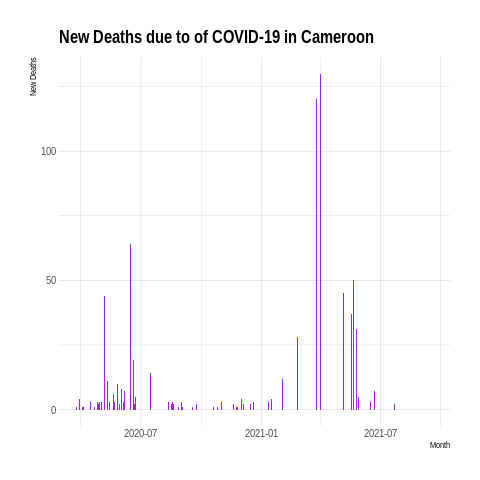 New Deaths due to of COVID-19 in Cameroon
New Deaths
100
50
0
2020-07
2021-01
2021-07
Month